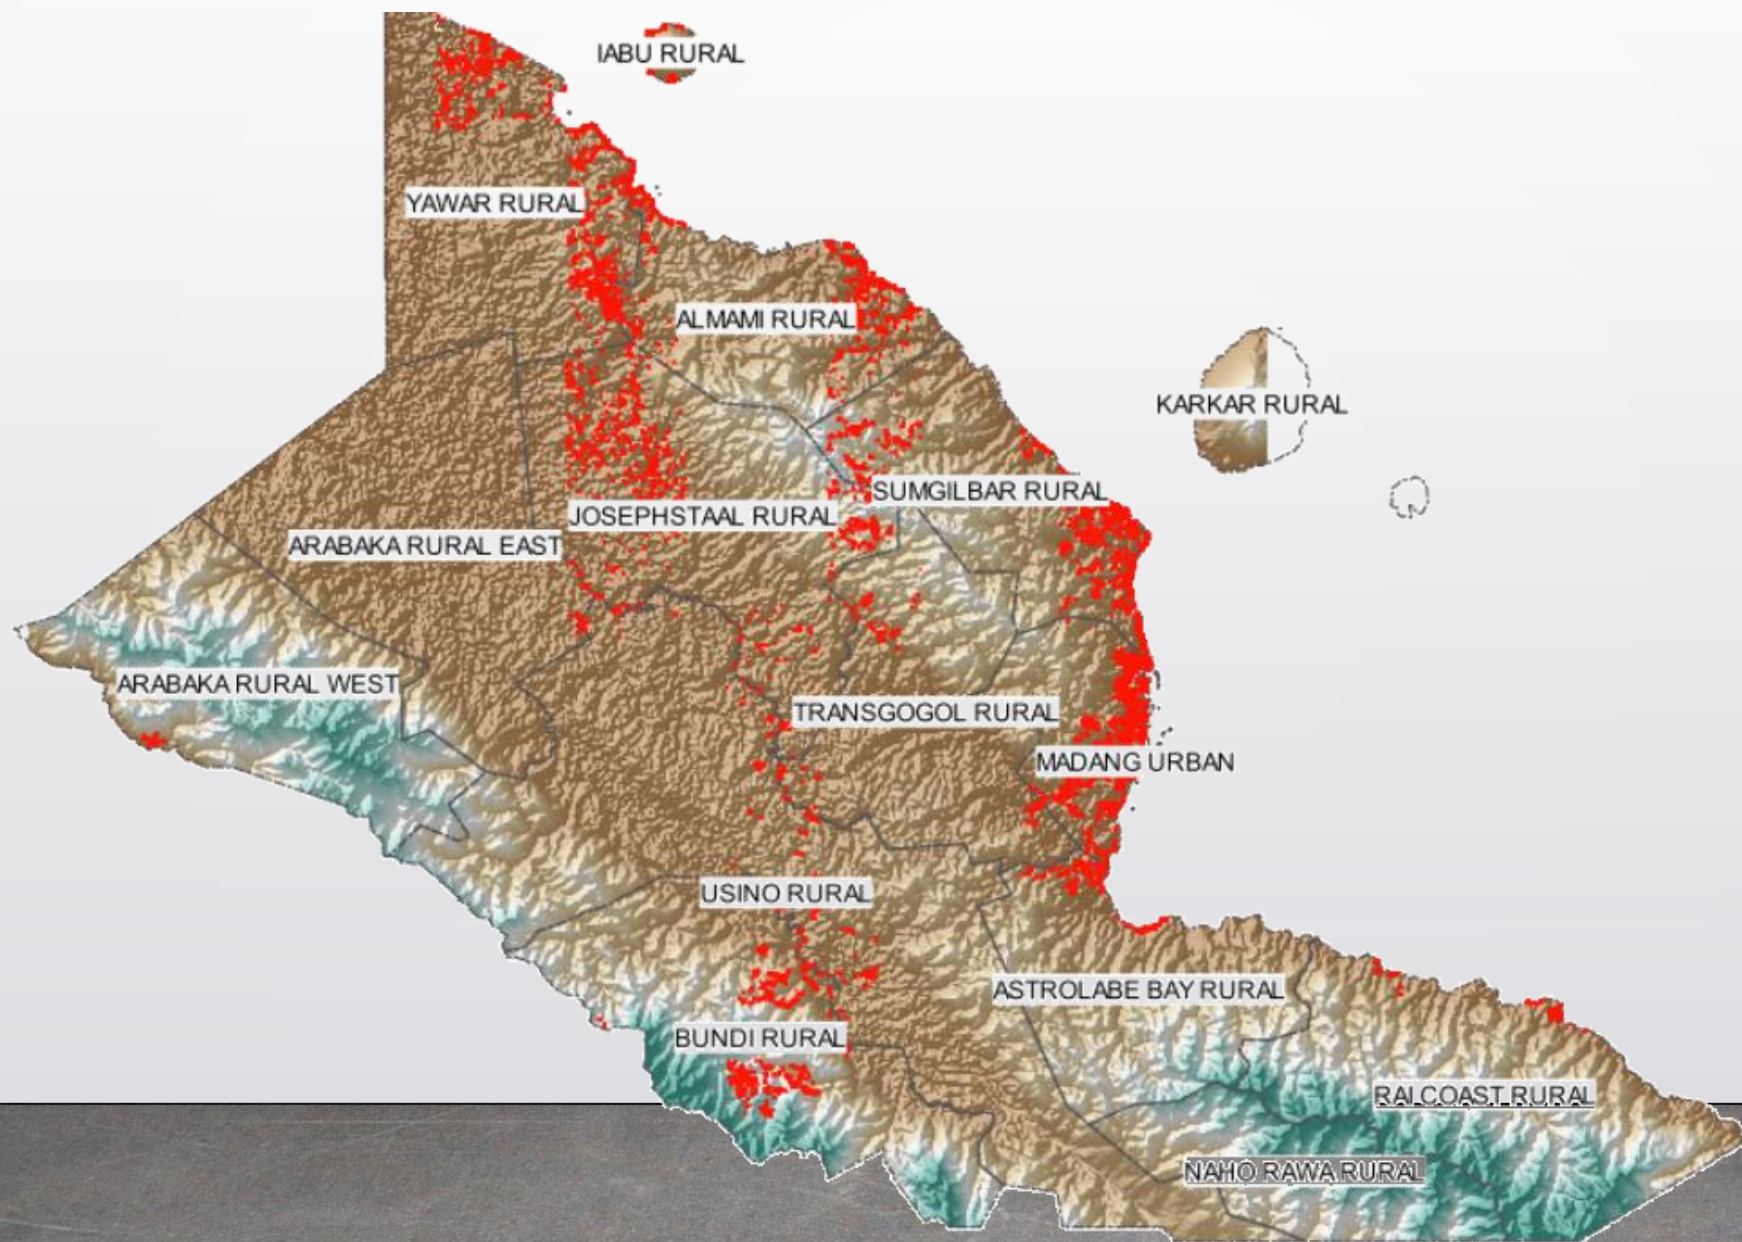 IABU RURAL
YAWAR RURAL
ALMAMI RURAL
KARKAR RURAL
SUMGILBAR RURAL
JOSEPHSTAAL RURAL
ARABAKA RURAL EAST
ARABAKA RURAL WEST
TRANSGOGOL RURAL
MADANG URBAN
USINO RURAL
ASTROLABE BAY RURAL
BUNDI RURAL
RAI COAST RURAL
NAHO RAWA RURAL